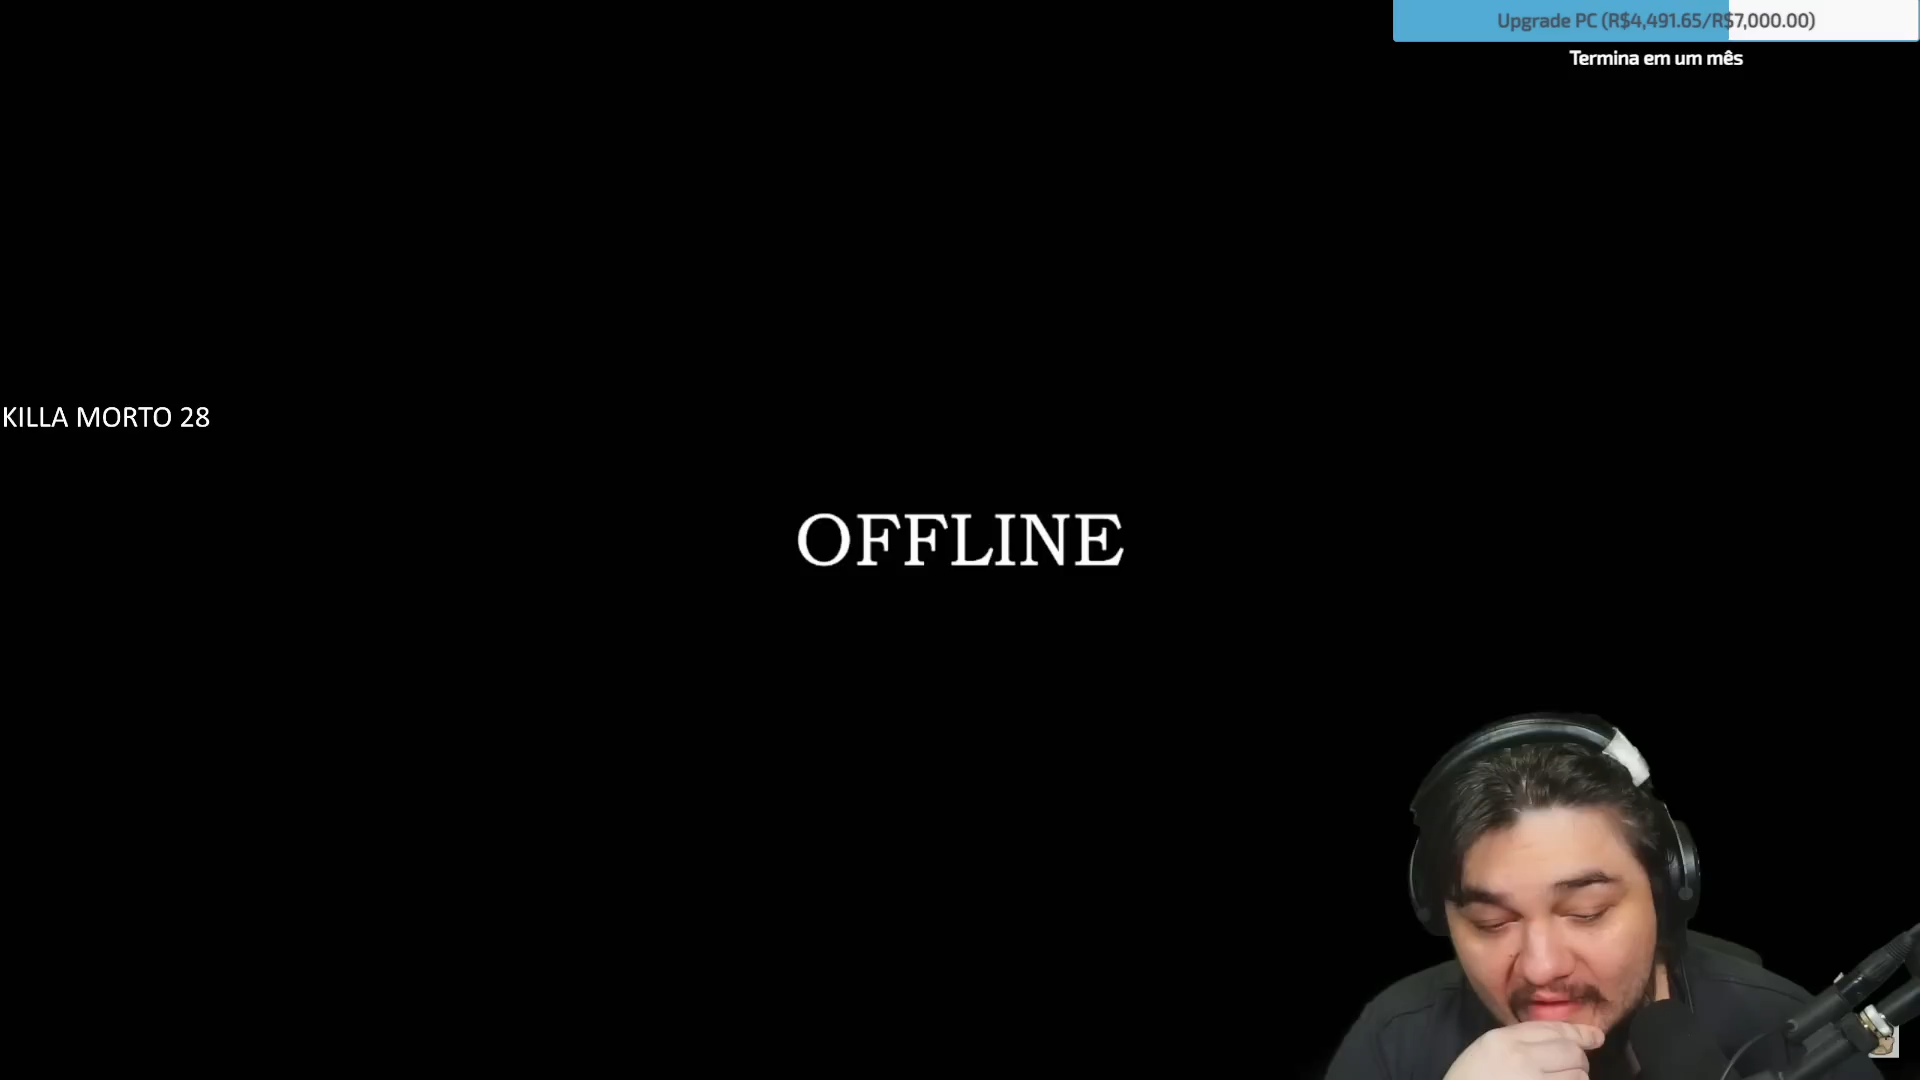 Upgrade PC (R$4,491.65/R$7,000.00)
Termina em um mês
KILLA MORTO 28
OFFLINE